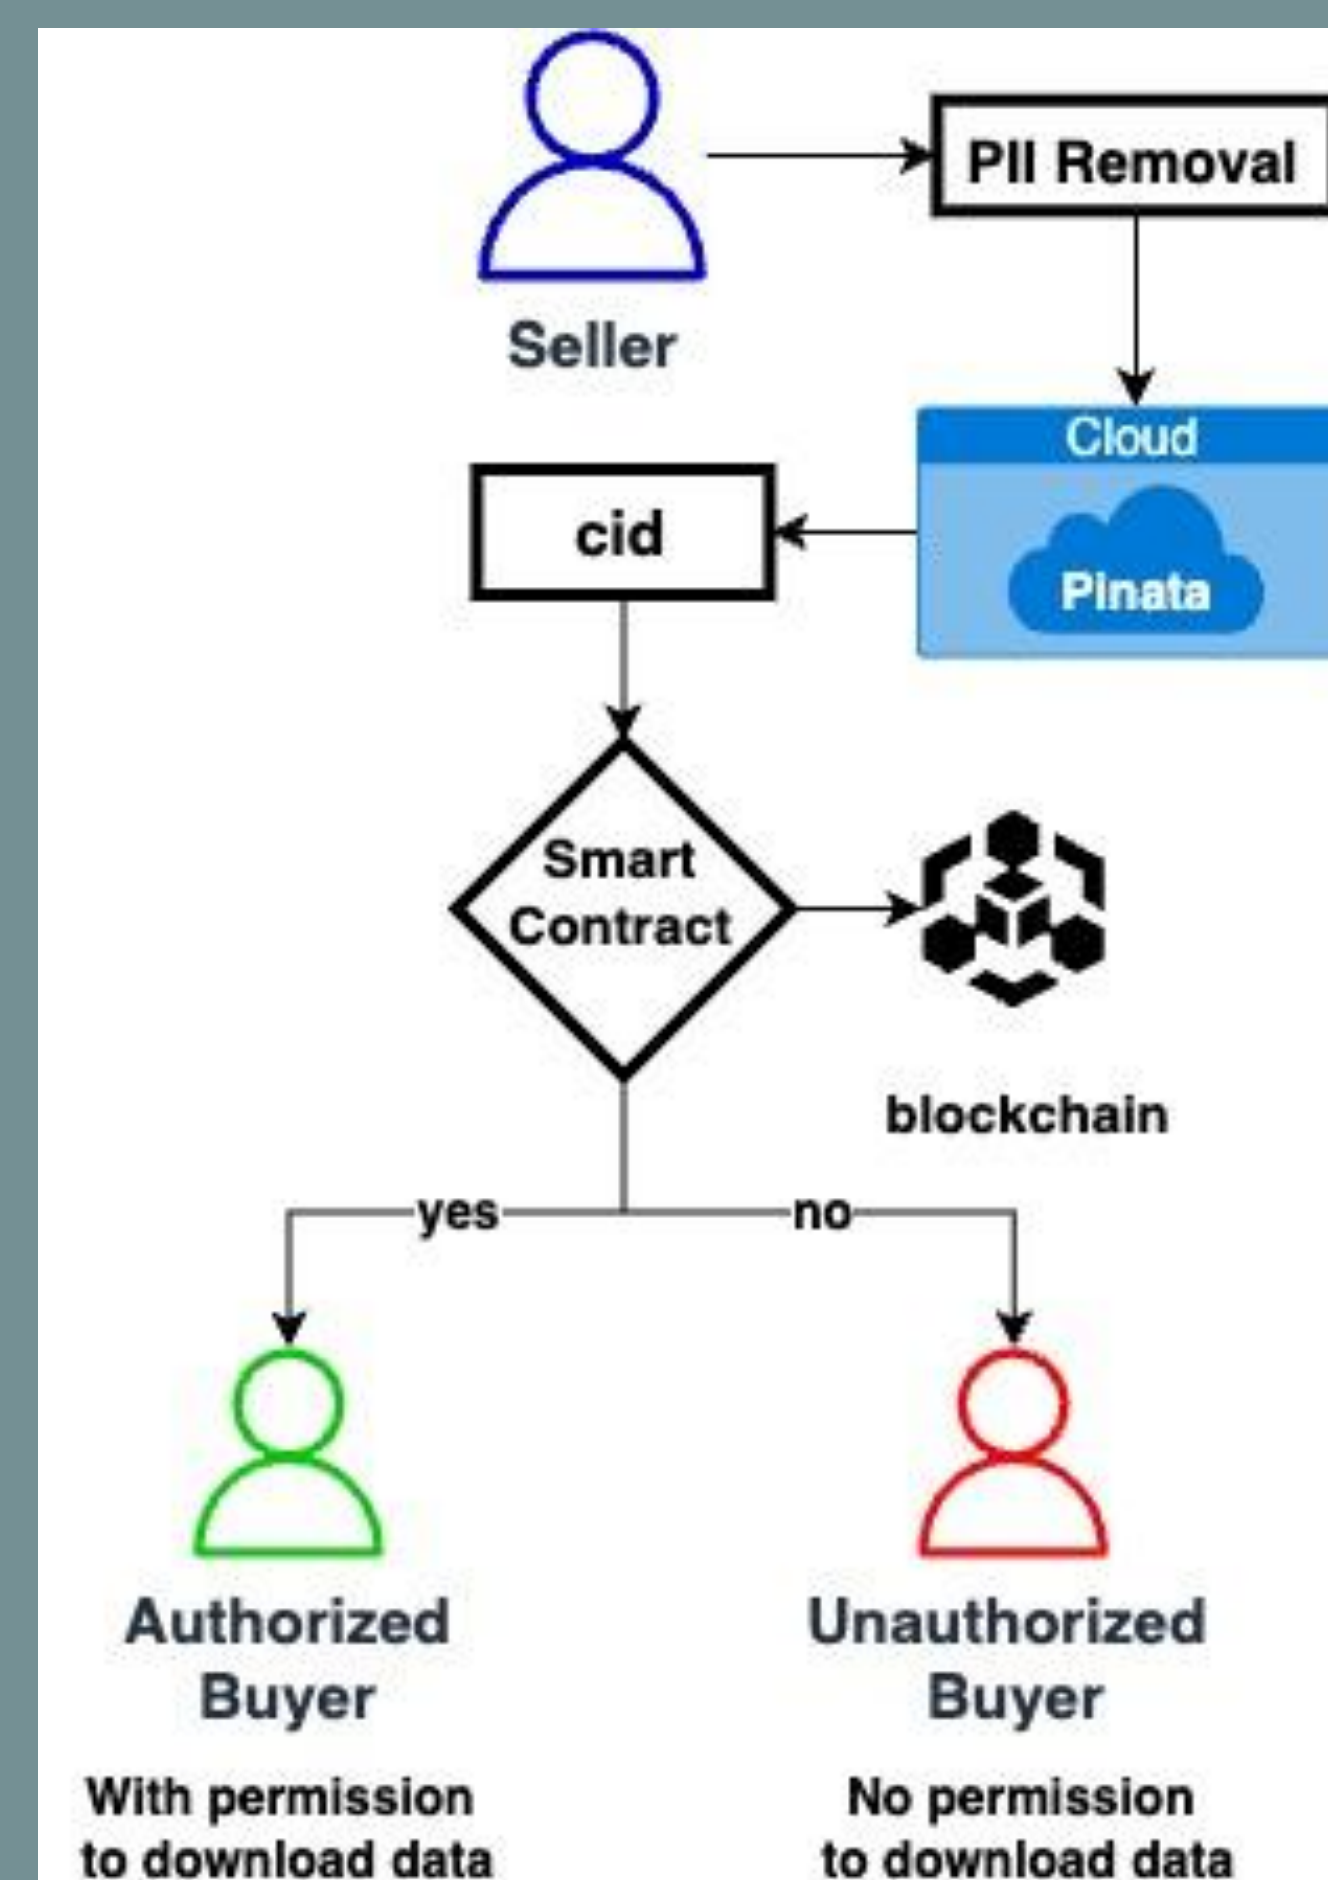 PII Removal
Seller
Cloud
Pinata
cid
Smart
Contract
blockchain
yes
no
Authorized
Buyer
Unauthorized
Buyer
With permission
to download data
No permission
to download data